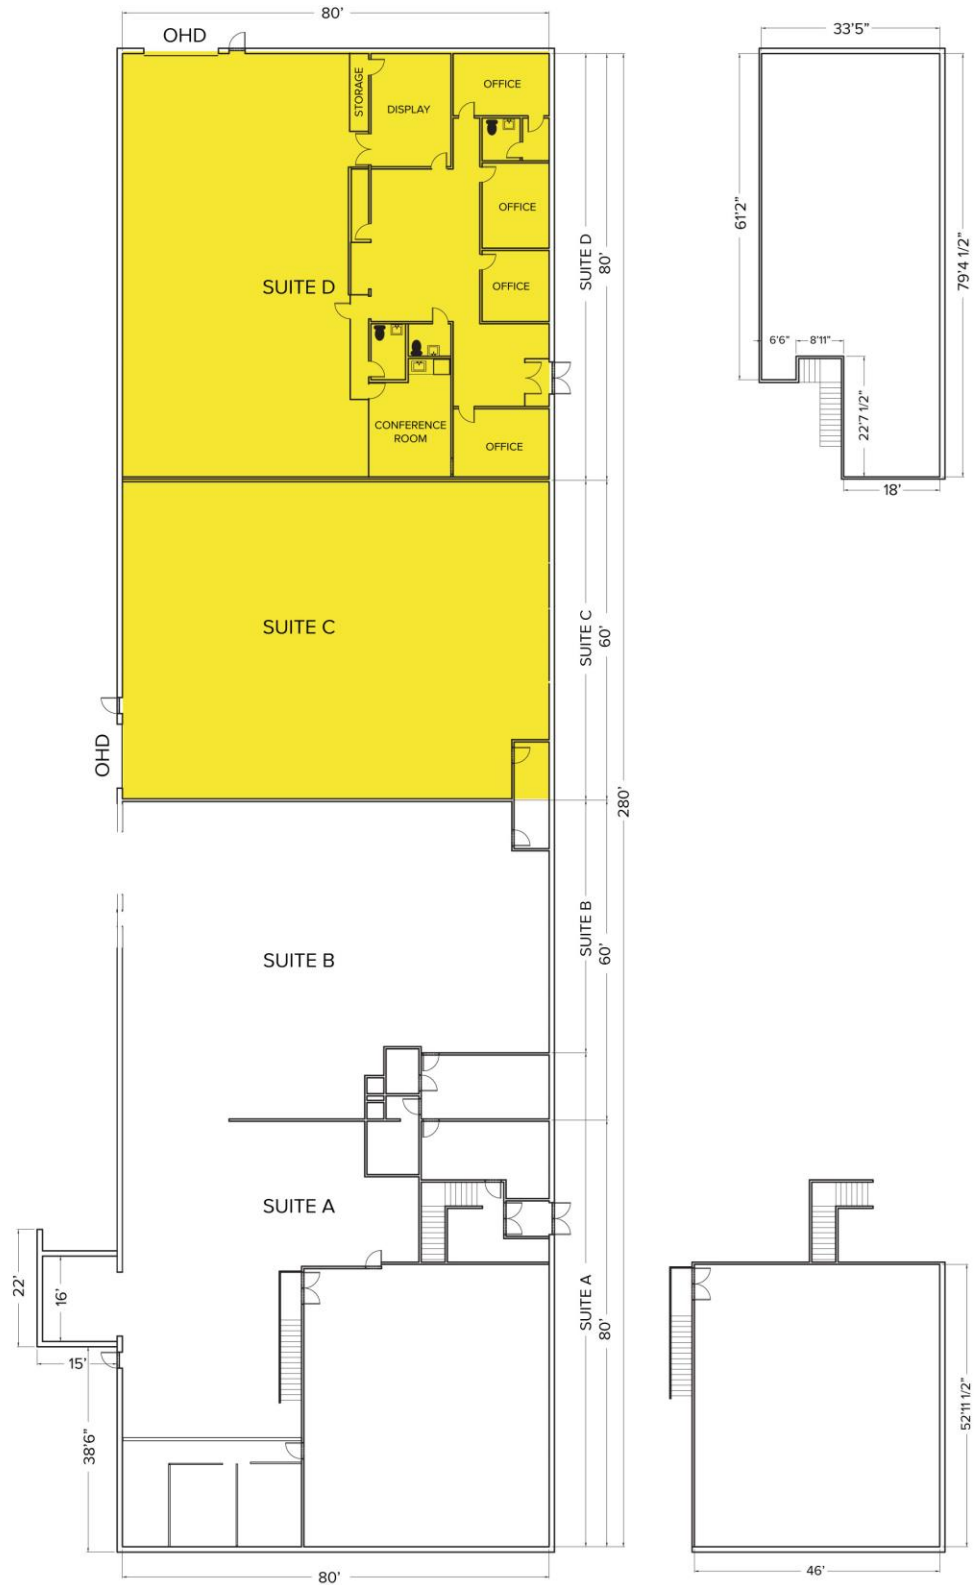 80'
OHD
STORAGE
DISPLAY
OFFICE
OFFICE
OFFICE
SUITE D
CONFERENCE
ROOM
OFFICE
SUITE D
80'
SUITE C
OHD
SUITE C
60'
280'
SUITE B
SUITE B
60'
SUITE A
SUITE A
80'
22'
16'
15'
38'6"
80'
33'5"
61'2"
79'4 1/2"
6'6"
8'11"
22'7 1/2"
18'
52'11 1/2"
46'